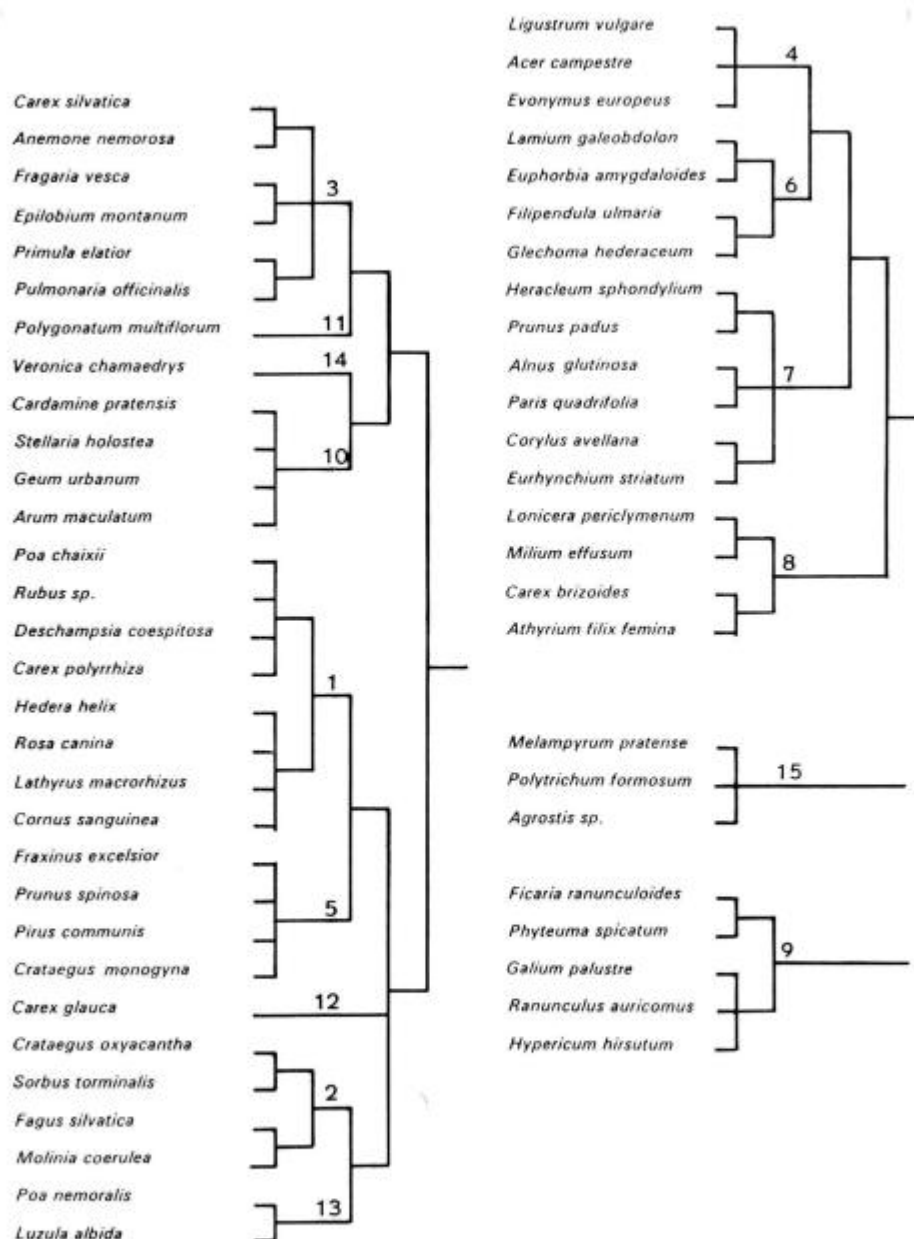 Carex silvatica
Anemone nemorosa
Fragaria vesca
3
Epilobium montanum
Primula elatior
Pulmonaria officinalis
Polygonatum multiflorum
11
Veronica chamaedrys
14
Cardamine pratensis
Stellaria holostea
Geum urbanum
10
Arum maculatum
Poa chaixii
Rubus sp.
Deschampsia coespitosa
Carex polyrrhiza
1
Hedera helix
Rosa canina
Lathyrus macrorhizus
Cornus sanguinea
Fraxinus excelsior
Prunus spinosa
5
Pirus communis
Crataegus monogyna
Carex glauca
12
Crataegus oxyacantha
Sorbus torminalis
2
Fagus silvatica
Molinia coerulea
Poa nemoralis
13
Luzula albida
Ligustrum vulgare
4
Acer campestre
Evonymus europeus
Lamium galeobdolon
Euphorbia amygdaloides
6
Filipendula ulmaria
Glechoma hederaceum
Heracleum sphondylium
Prunus padus
Alnus glutinosa
7
Paris quadrifolia
Corylus avellana
Eurhynchium striatum
Lonicera periclymenum
Milium effusum
8
Carex brizoides
Athyrium filix femina
Melampyrum pratense
Polytrichum formosum
15
Agrostis sp.
Ficaria ranunculoides
Phyteuma spicatum
9
Galium palustre
Ranunculus auricomus
Hypericum hirsutum